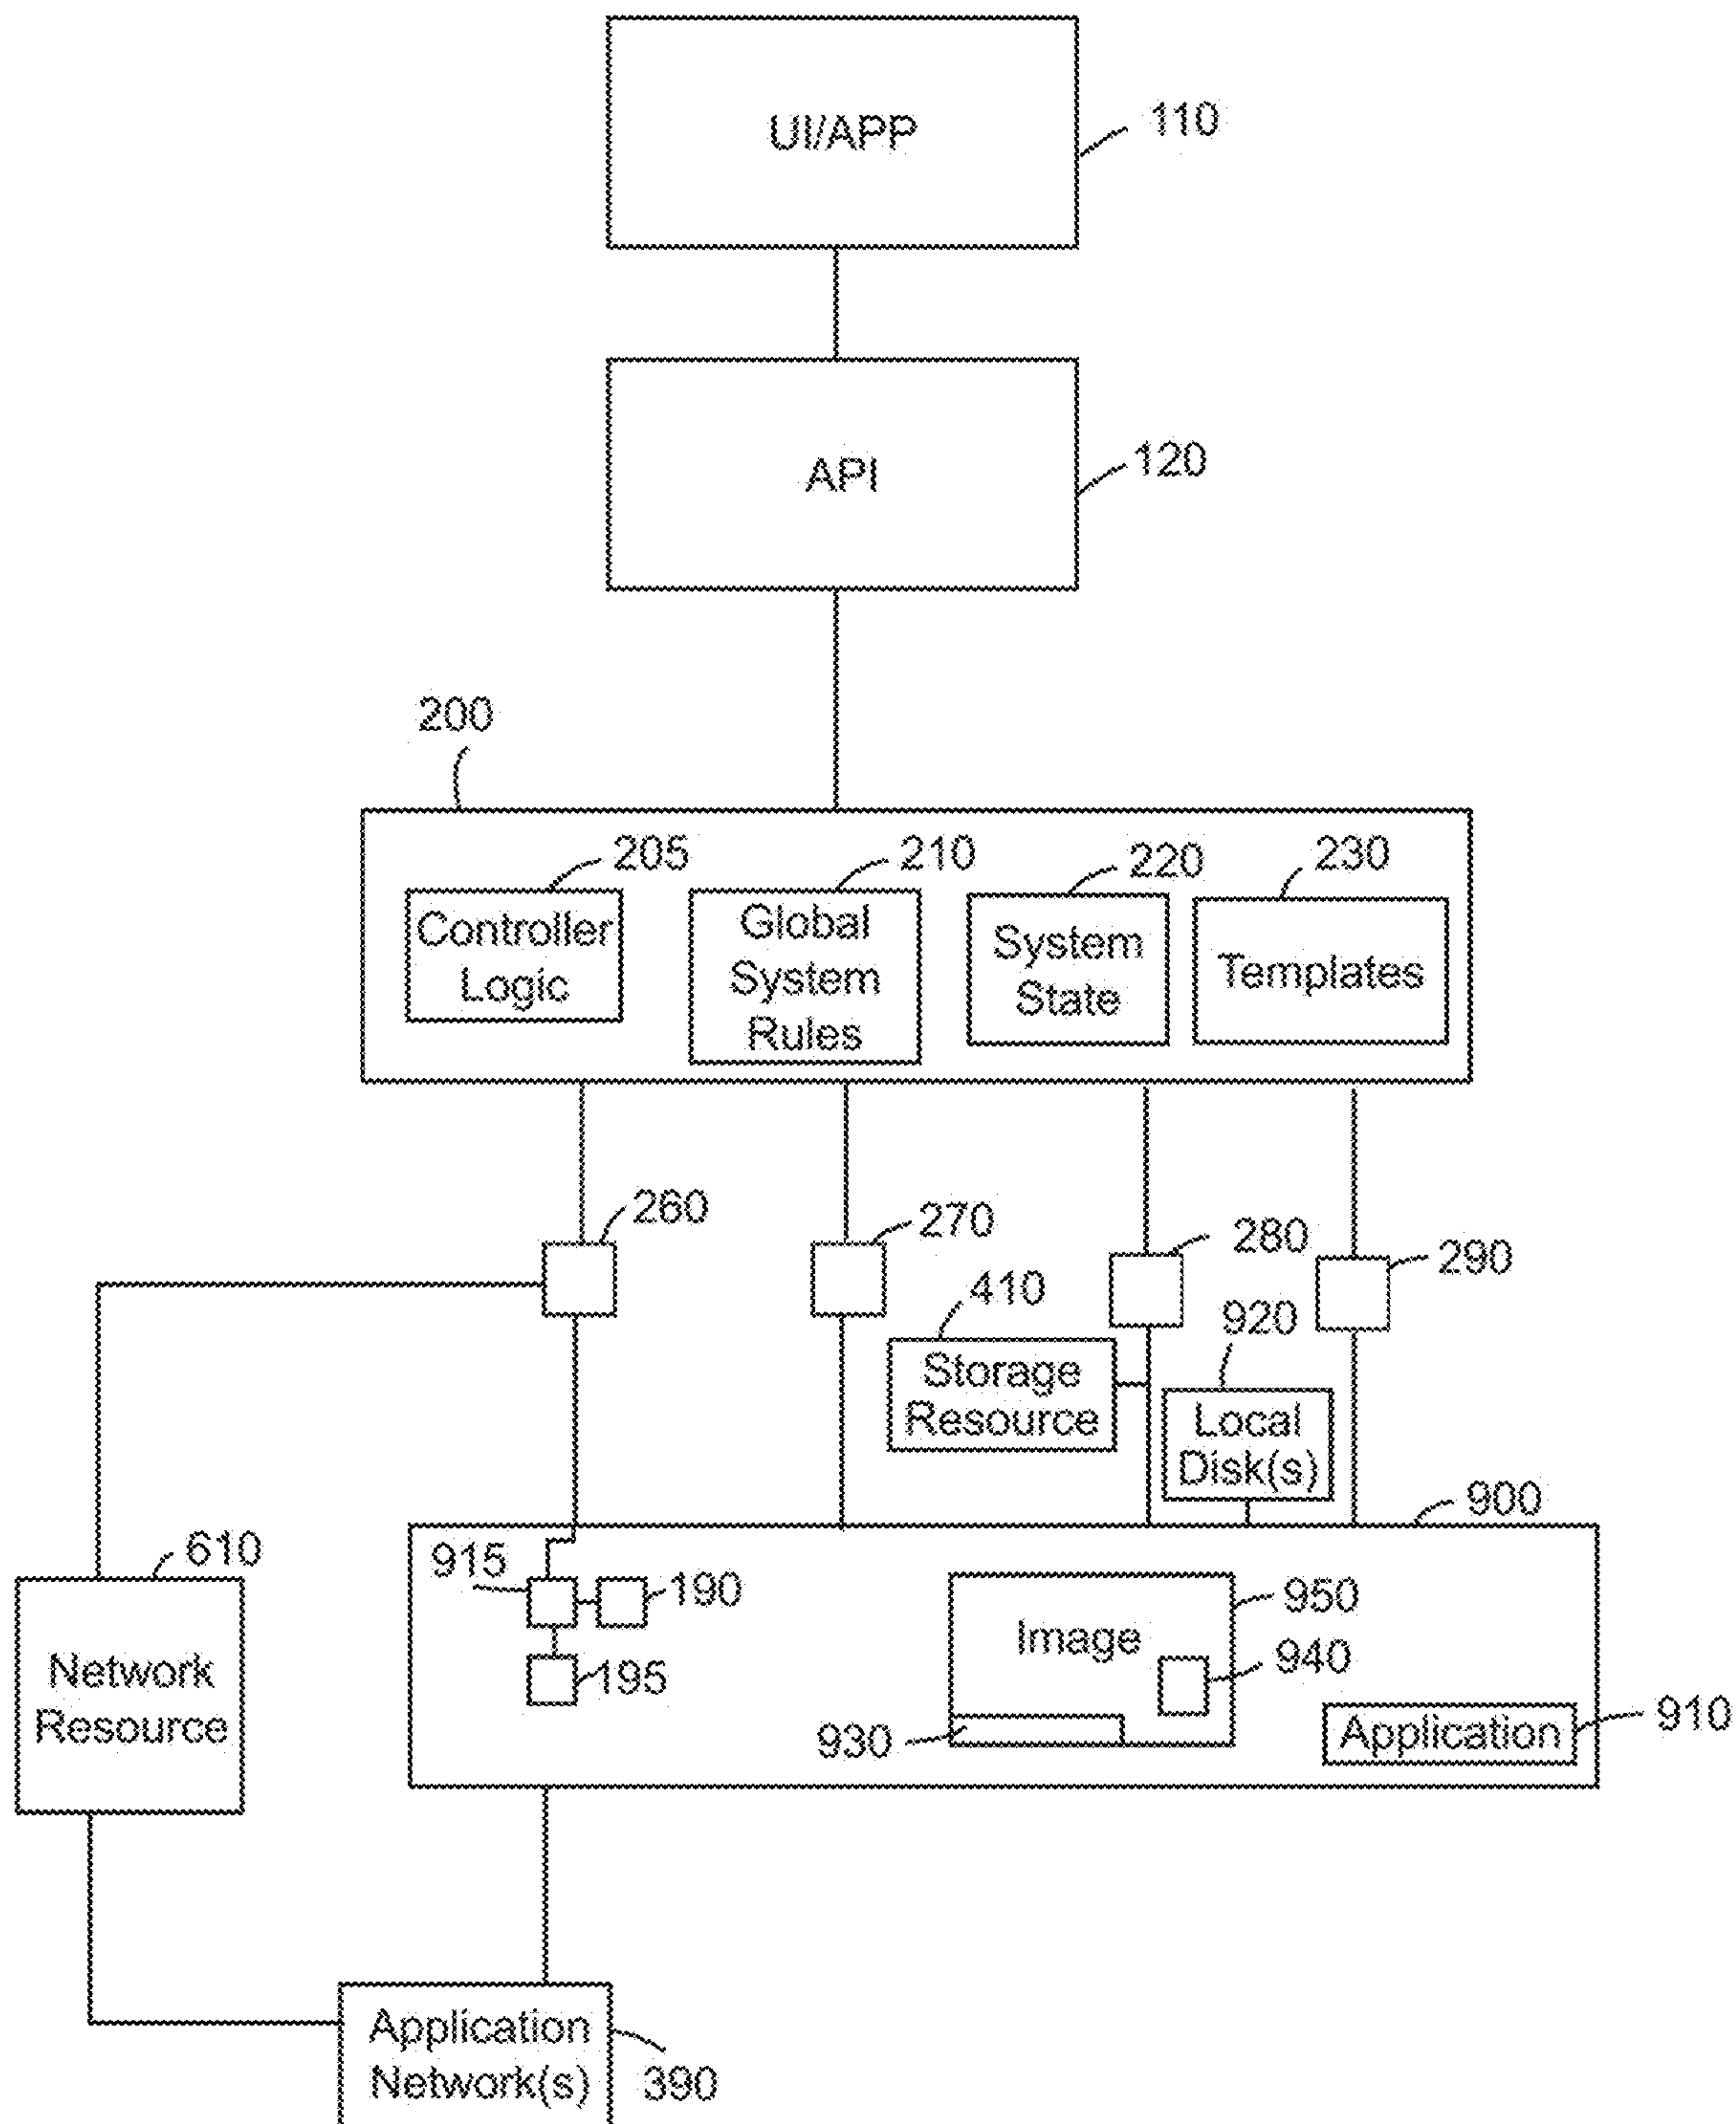 UI/APP
110
API
120
200
205
210
220
230
Controller
Logic
Global
System
Rules
System
State
Templates
260
270
280
290
410
920
Storage
Resource
Local
Disk(s)
900
610
915
190
950
Image
195
940
Network
Resource
930
Application
910
Application
Network(s)
390